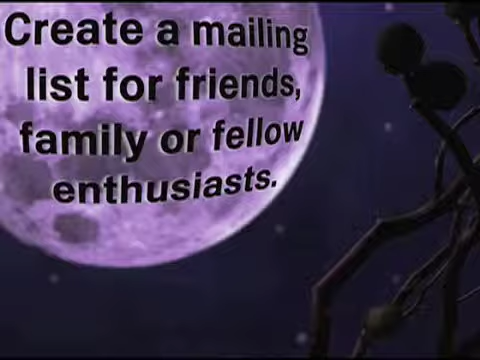 Create a mailing
list for friends,
family or fellow
enthusiasts.